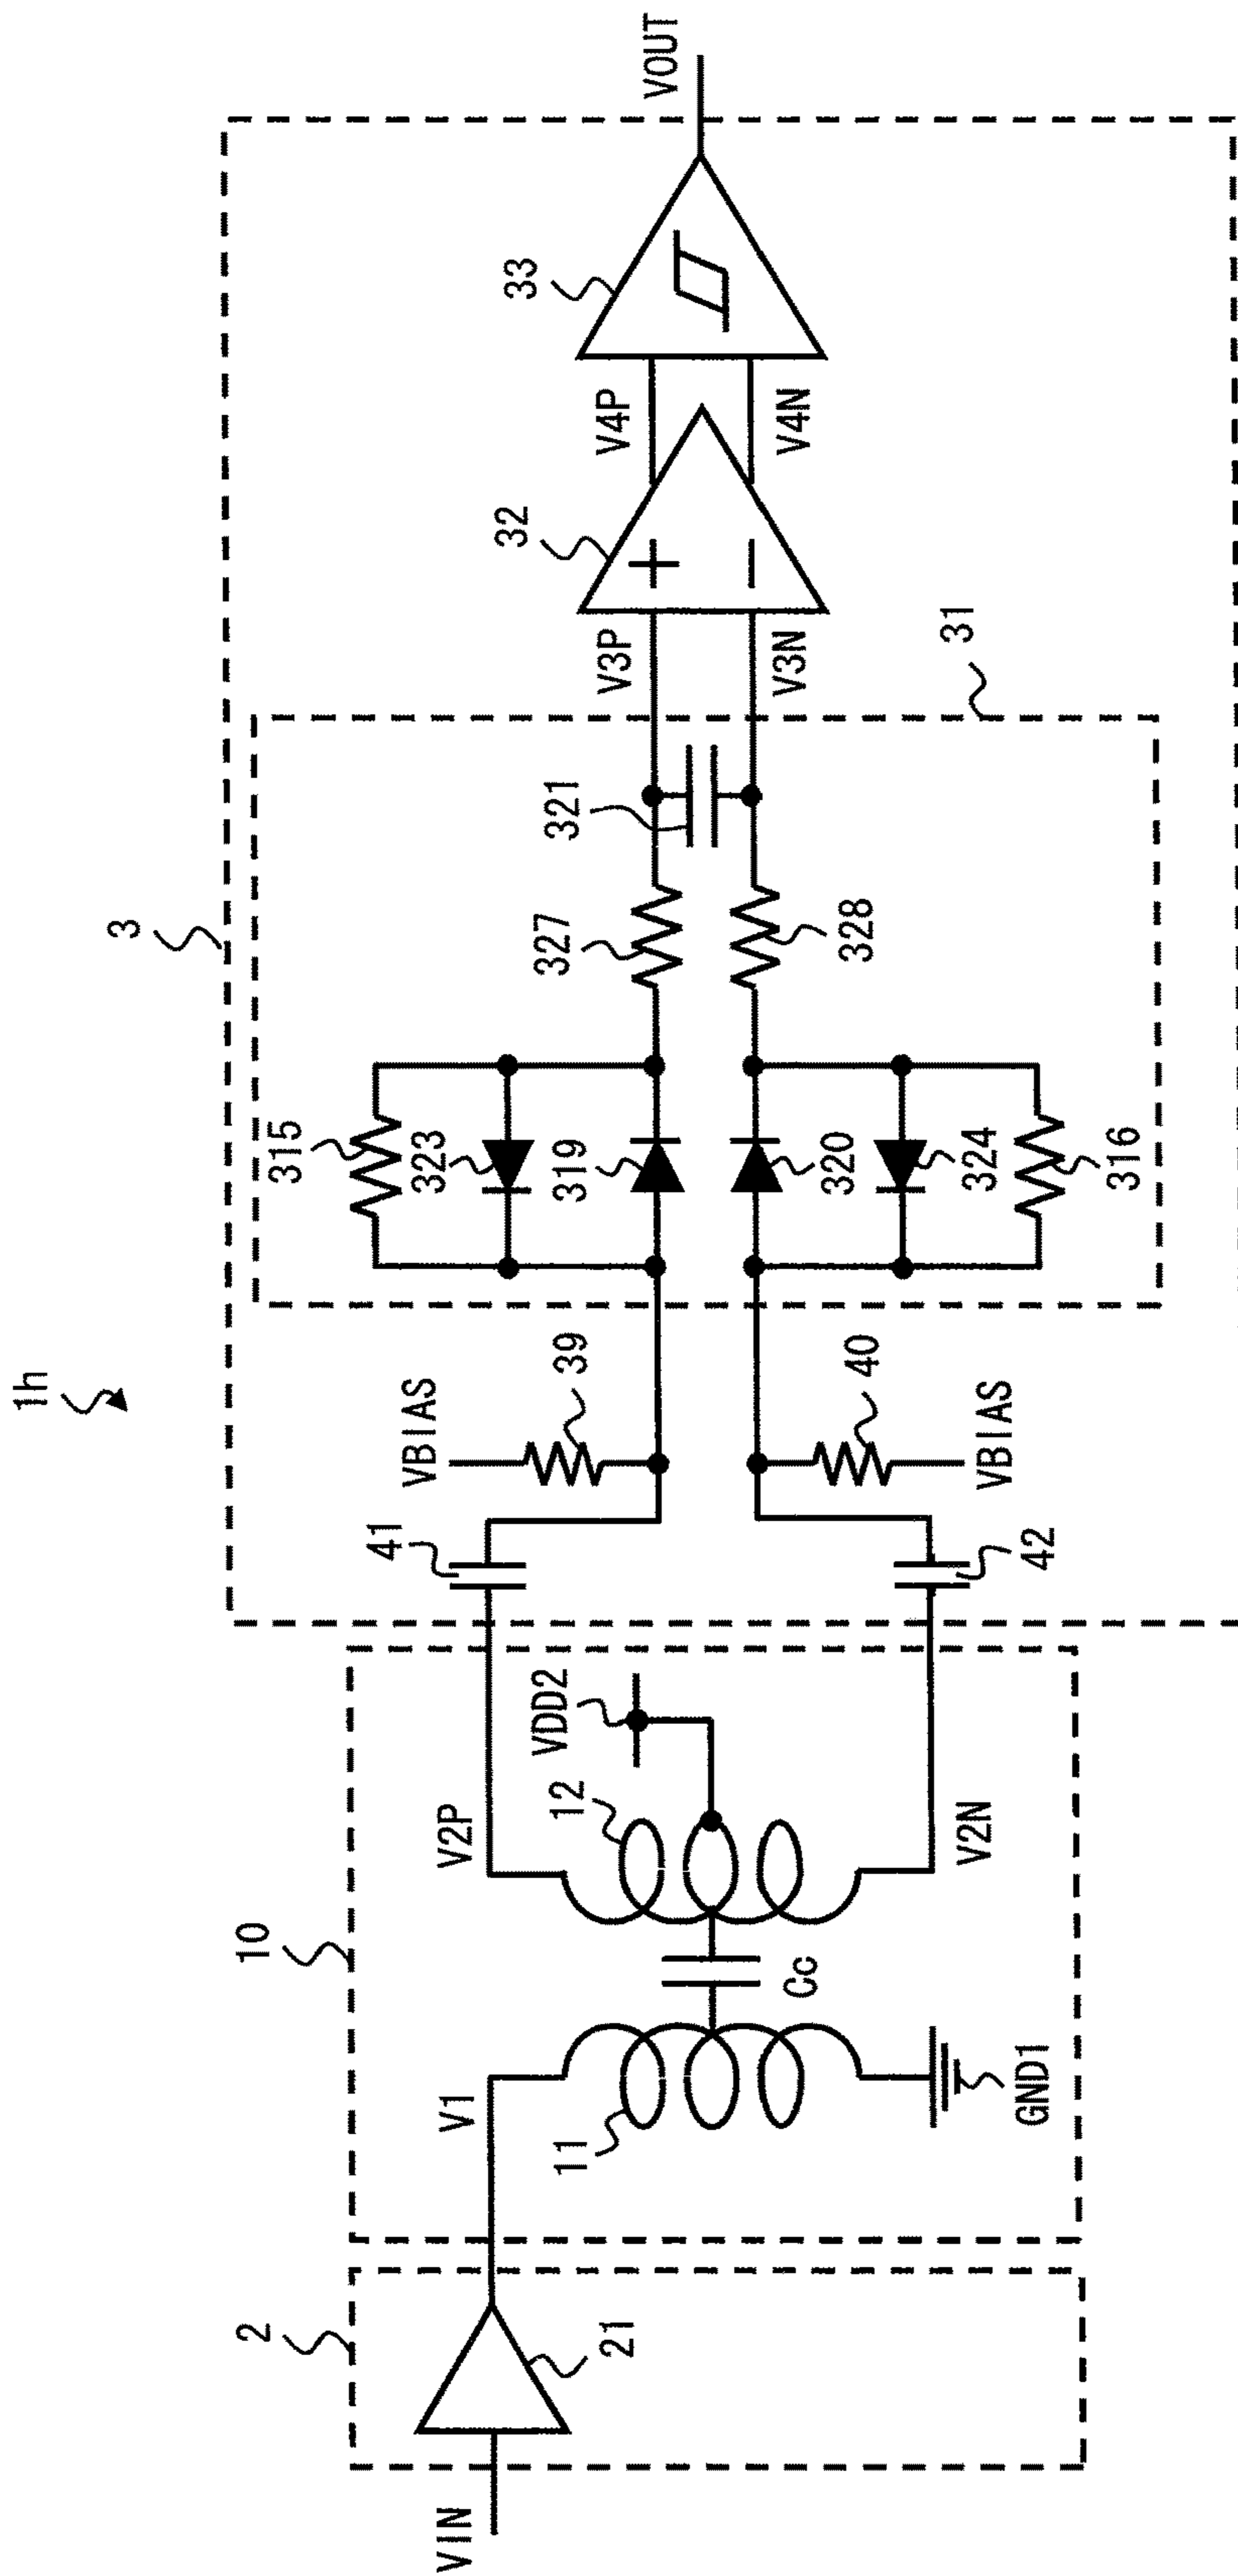 1h
3
VIN
2
21
10
V1
11
GND1
Cc
12
VDD2
V2P
V2N
41
42
VBIAS
39
40
VBIAS
315
323
319
320
324
316
327
328
321
31
V3P
V3N
32
V4P
V4N
33
VOUT